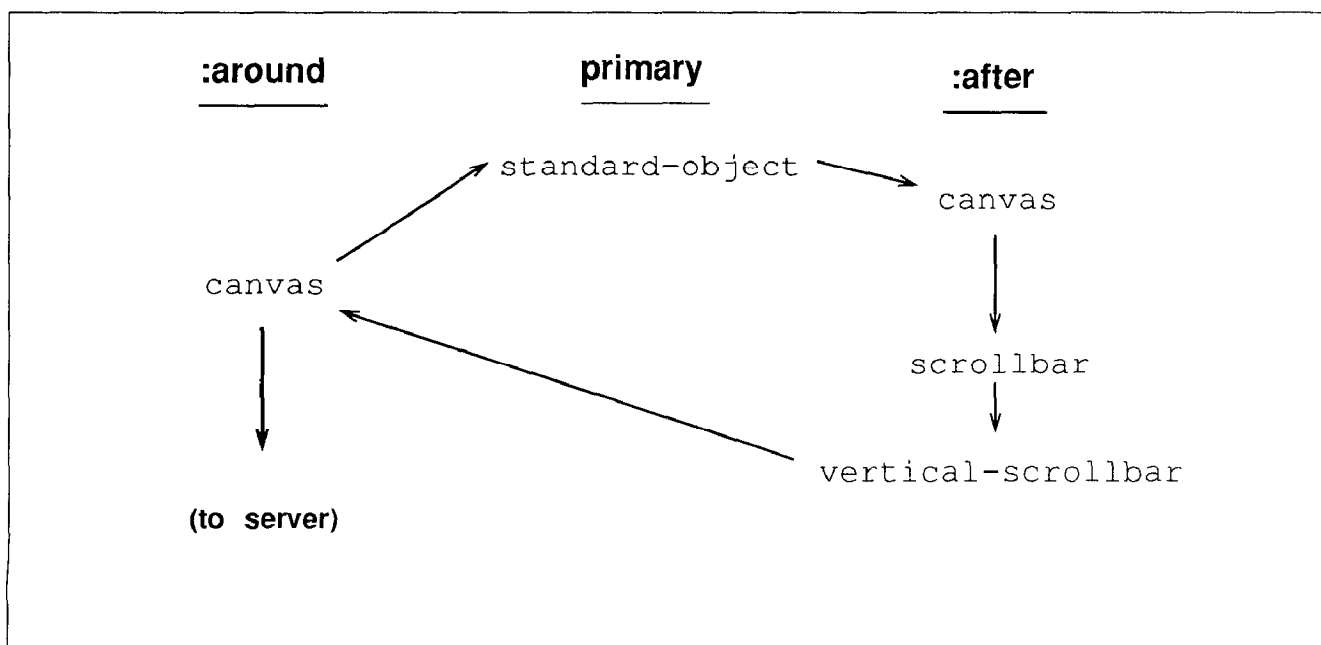 :around
primary
:after
standard-object
canvas
canvas
scrollbar
vertical-scrollbar
(to server)